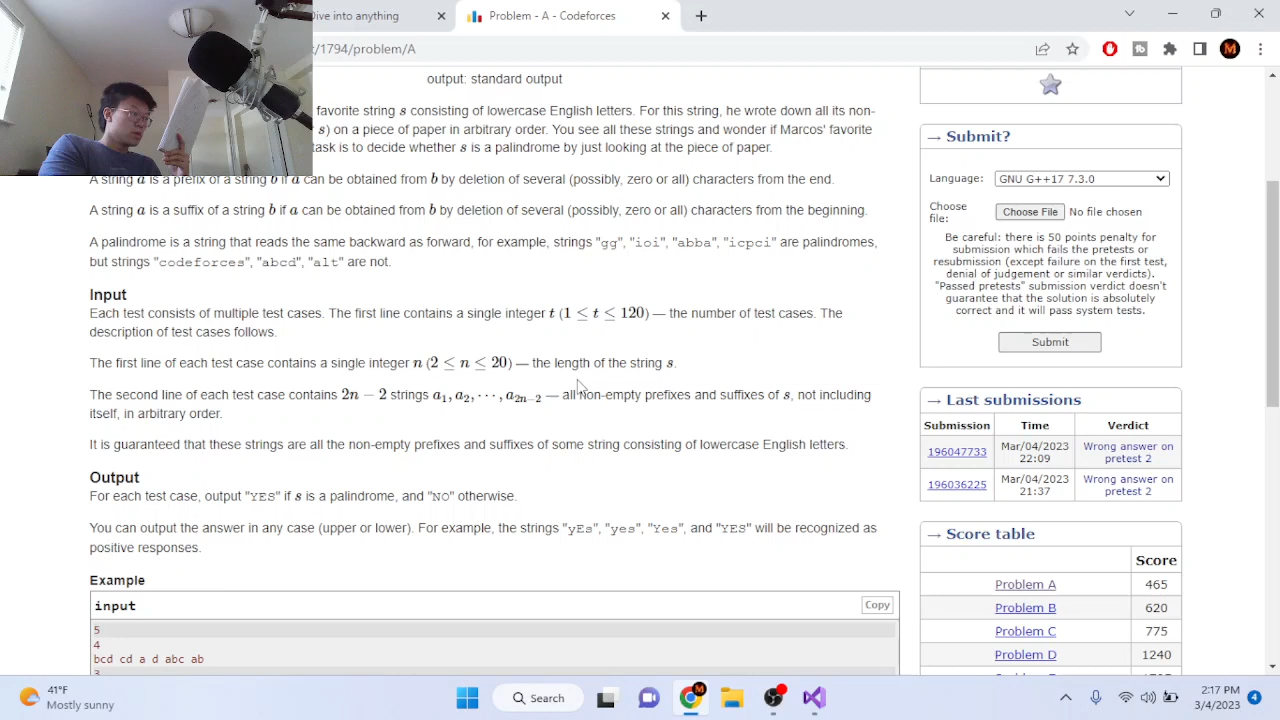 Dive into anything
Problem - A - Codeforces
t/1794/problem/A
output: standard output
favorite string s consisting of lowercase English letters. For this string, he wrote down all its non-
s) on a piece of paper in arbitrary order. You see all these strings and wonder if Marcos' favorite
task is to decide whether s is a palindrome by just looking at the piece of paper.
A string a is a prefix of a string b if a can be obtained from b by deletion of several (possibly, zero or all) characters from the end.
A string a is a suffix of a string b if a can be obtained from b by deletion of several (possibly, zero or all) characters from the beginning.
A palindrome is a string that reads the same backward as forward, for example, strings "gg", "ioi", "abba", "icpci" are palindromes,
but strings "codeforces", "abcd", "alt" are not.
Input
Each test consists of multiple test cases. The first line contains a single integer t (1 ≤ t ≤ 120) — the number of test cases. The
description of test cases follows.
The first line of each test case contains a single integer n (2 ≤ n ≤ 20) — the length of the string s.
The second line of each test case contains 2n − 2 strings a1, a2, ⋯, a2n−2 — all non-empty prefixes and suffixes of s, not including
itself, in arbitrary order.
It is guaranteed that these strings are all the non-empty prefixes and suffixes of some string consisting of lowercase English letters.
Output
For each test case, output "YES" if s is a palindrome, and "NO" otherwise.
You can output the answer in any case (upper or lower). For example, the strings "yEs", "yes", "Yes", and "YES" will be recognized as
positive responses.
Example
input
Copy
5
4
bcd cd a d abc ab
→ Submit?
Language: GNU G++17 7.3.0
Choose
file:
Choose File No file chosen
Be careful: there is 50 points penalty for
submission which fails the pretests or
resubmission (except failure on the first test,
denial of judgement or similar verdicts).
"Passed pretests" submission verdict doesn't
guarantee that the solution is absolutely
correct and it will pass system tests.
Submit
→ Last submissions
Submission Time Verdict
196047733 Mar/04/2023 22:09 Wrong answer on pretest 2
196036225 Mar/04/2023 21:37 Wrong answer on pretest 2
→ Score table
Score
Problem A 465
Problem B 620
Problem C 775
Problem D 1240
41°F
Mostly sunny
Search
2:17 PM
3/4/2023
4